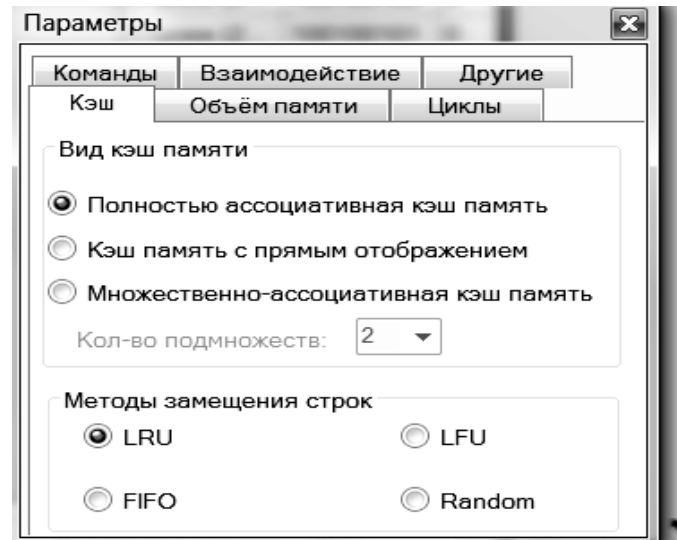 Параметры
Команды Взаимодействие Другие
Кэш Объём памяти Циклы
Вид кэш памяти
Полностью ассоциативная кэш память
Кэш память с прямым отображением
Множественно-ассоциативная кэш память
Кол-во подмножеств: 2
Методы замещения строк
LRU LFU
FIFO Random